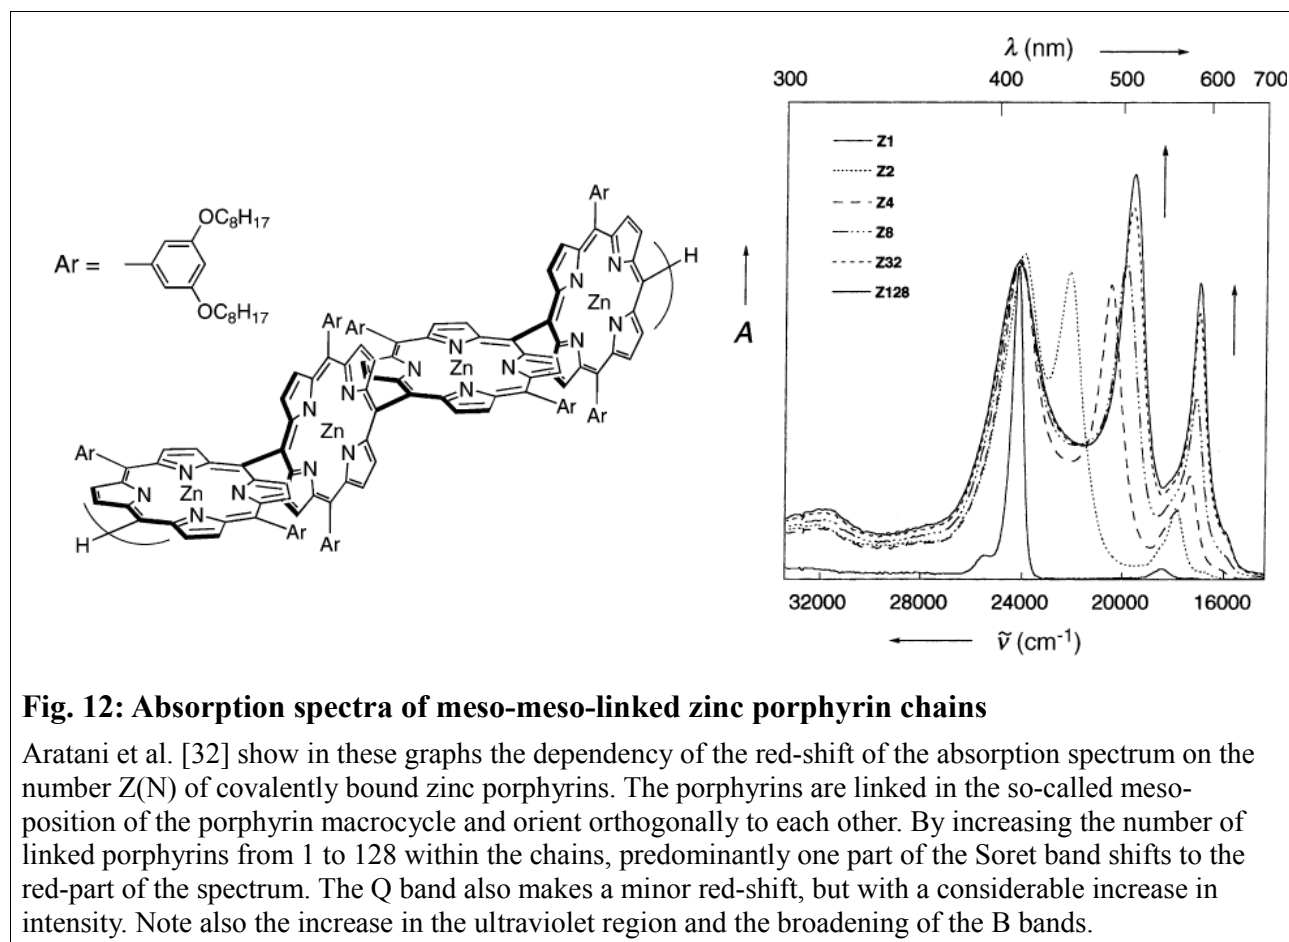 λ (nm)
300 400 500 600 700
Z1
Z2
Z4
Z8
Z32
Z128
A
32000 28000 24000 20000 16000
ν̃ (cm⁻¹)
Ar =
OC₈H₁₇
OC₈H₁₇
Ar
H
N
N
Zn
N
N
Ar
Ar
Ar
N
N
Zn
N
N
Ar
Ar
Ar
N
N
Zn
N
N
Ar
Ar
N
N
Zn
N
N
H
Ar
Fig. 12: Absorption spectra of meso-meso-linked zinc porphyrin chains
Aratani et al. [32] show in these graphs the dependency of the red-shift of the absorption spectrum on the
number Z(N) of covalently bound zinc porphyrins. The porphyrins are linked in the so-called meso-
position of the porphyrin macrocycle and orient orthogonally to each other. By increasing the number of
linked porphyrins from 1 to 128 within the chains, predominantly one part of the Soret band shifts to the
red-part of the spectrum. The Q band also makes a minor red-shift, but with a considerable increase in
intensity. Note also the increase in the ultraviolet region and the broadening of the B bands.